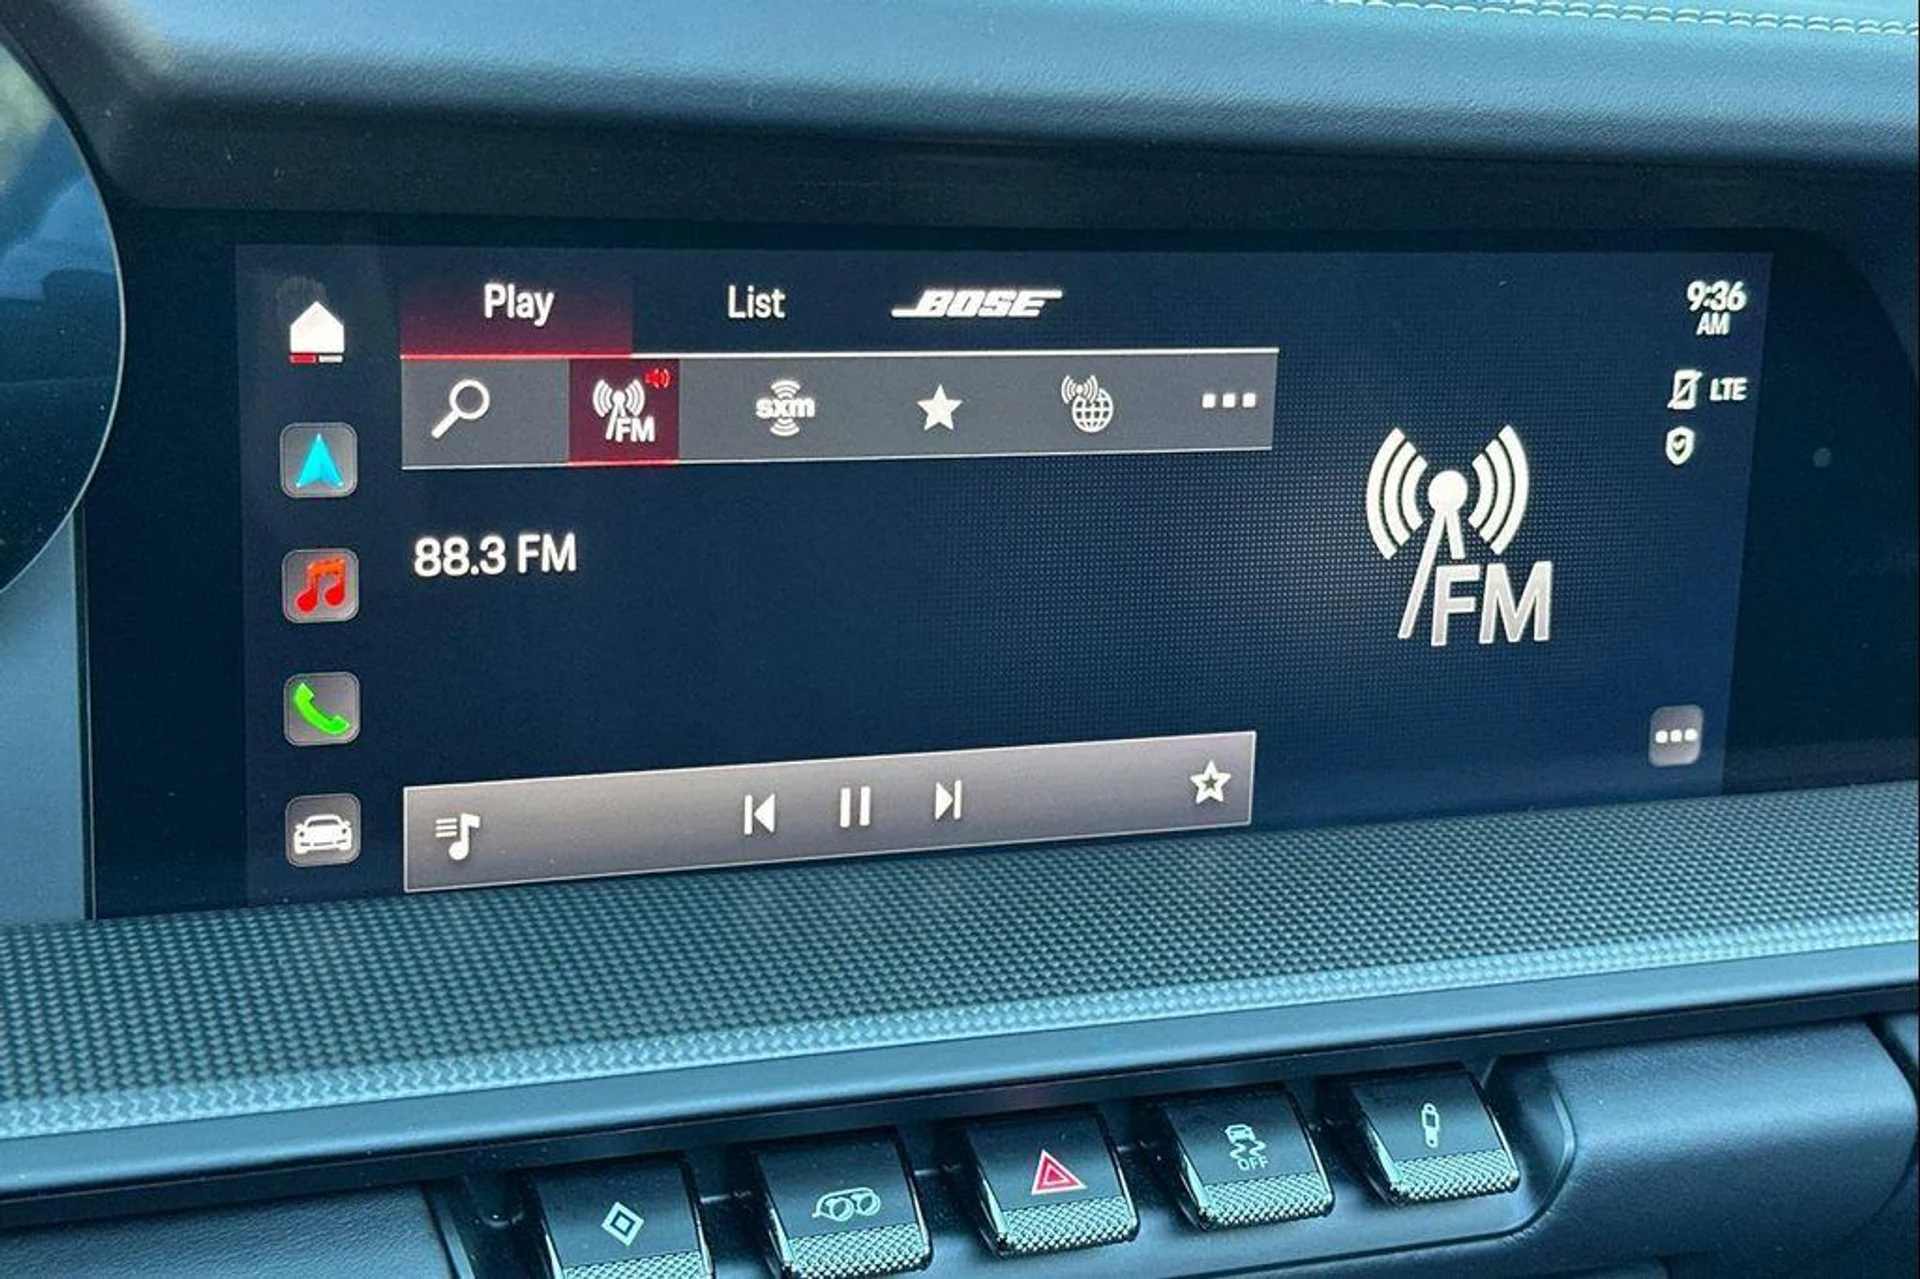 Play
List
BOSE
9:36
AM
FM
sxm
LTE
88.3 FM
FM
OFF